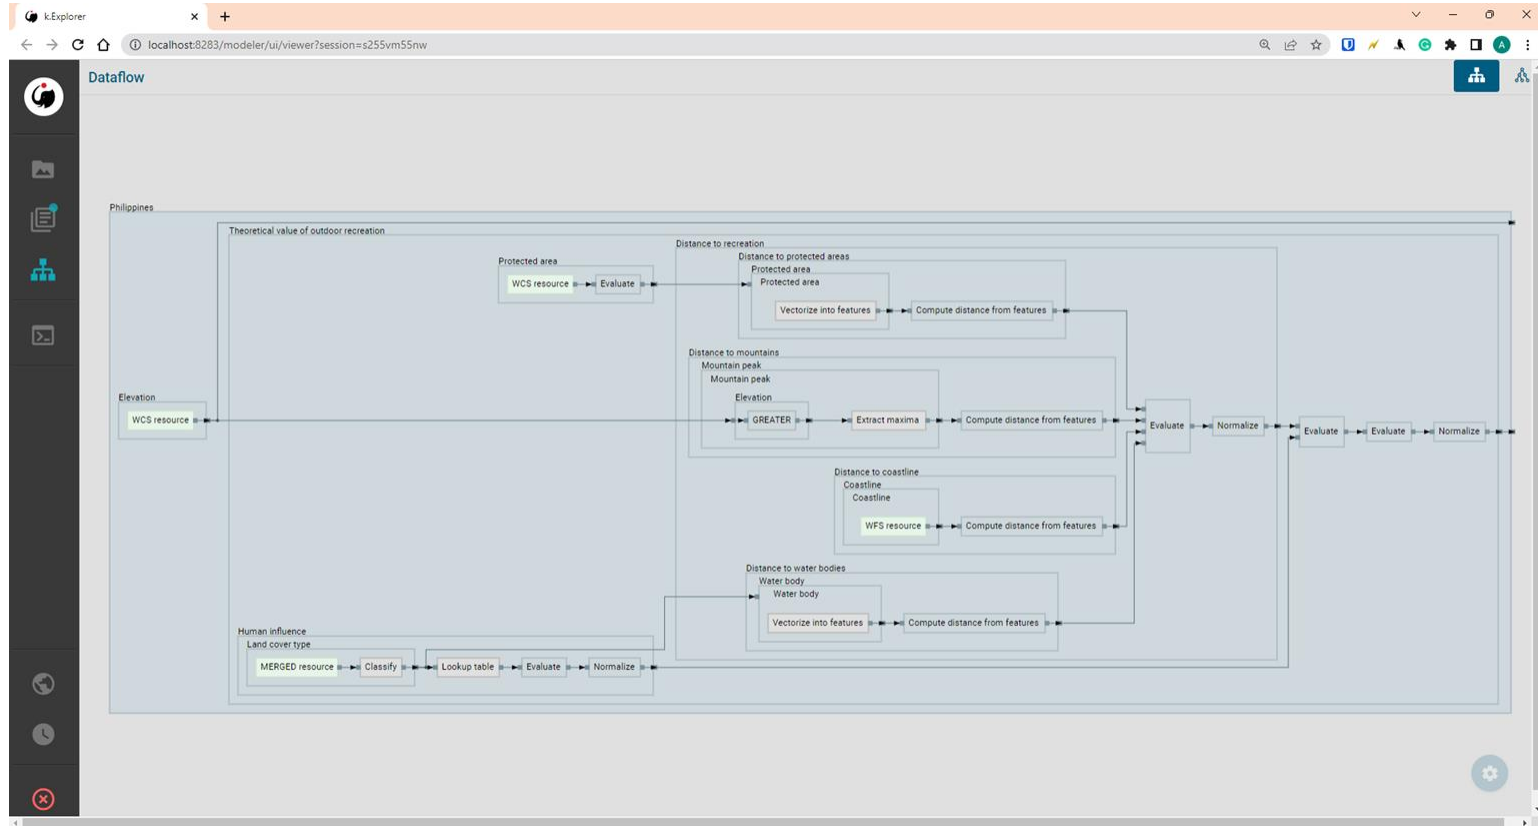 k.Explorer
localhost:8283/modeler/ui/viewer?session=s255vm55nw
A
Dataflow
Philippines
Theoretical value of outdoor recreation
Distance to recreation
Distance to protected areas
Protected area
Protected area
Protected area
WCS resource
Evaluate
Vectorize into features
Compute distance from features
Distance to mountains
Mountain peak
Mountain peak
Elevation
Elevation
WCS resource
GREATER
Extract maxima
Compute distance from features
Evaluate
Normalize
Evaluate
Evaluate
Normalize
Distance to coastline
Coastline
Coastline
WFS resource
Compute distance from features
Distance to water bodies
Water body
Water body
Vectorize into features
Compute distance from features
Human influence
Land cover type
MERGED resource
Classify
Lookup table
Evaluate
Normalize